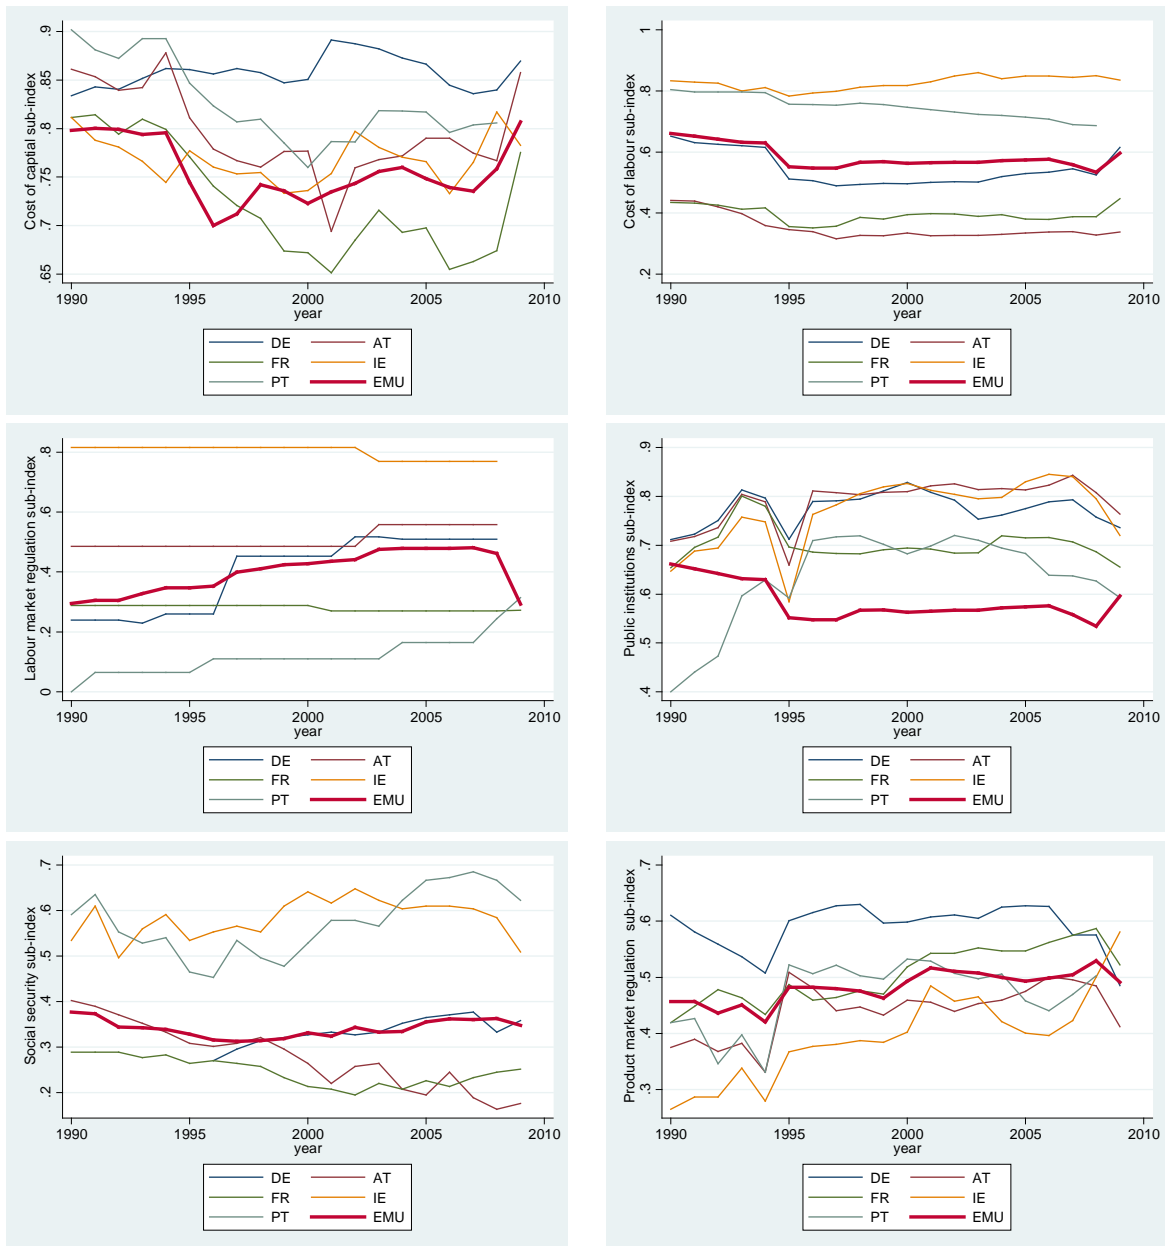 Cost of captial sub-index
.9
.85
.8
.75
.7
.65
1990 1995 2000 2005 2010
year
DE AT
FR IE
PT EMU
Cost of labour sub-index
1
.8
.6
.4
.2
1990 1995 2000 2005 2010
year
DE AT
FR IE
PT EMU
Labour market regulation sub-index
.8
.6
.4
.2
0
1990 1995 2000 2005 2010
year
DE AT
FR IE
PT EMU
Public institutions sub-index
.9
.8
.7
.6
.5
.4
1990 1995 2000 2005 2010
year
DE AT
FR IE
PT EMU
Social security sub-index
.7
.6
.5
.4
.3
.2
1990 1995 2000 2005 2010
year
DE AT
FR IE
PT EMU
Product market regulation sub-index
.7
.6
.5
.4
.3
1990 1995 2000 2005 2010
year
DE AT
FR IE
PT EMU